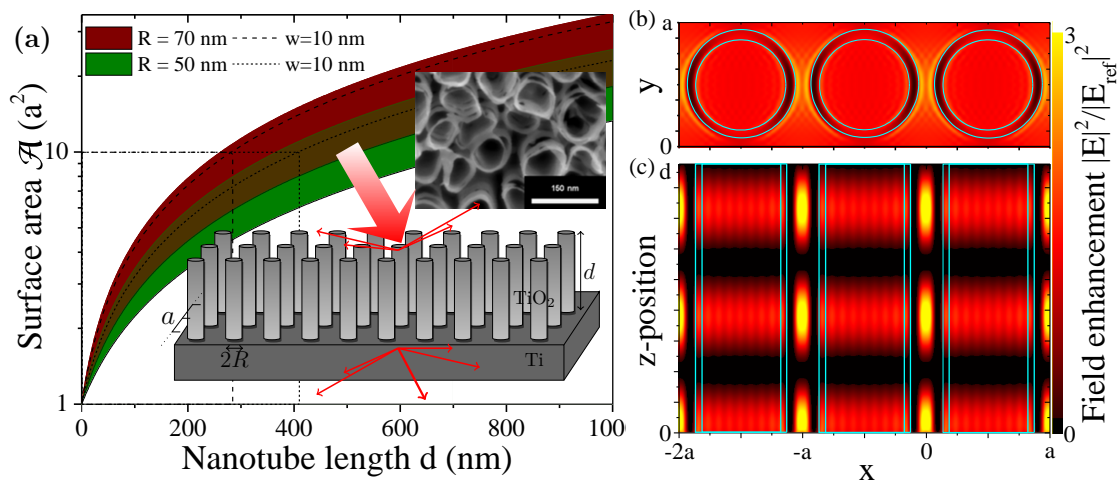 (a)
R = 70 nm
w=10 nm
R = 50 nm
w=10 nm
Surface area 𝒜 (a²)
10
1
0
200
400
600
800
1000
Nanotube length d (nm)
150 nm
d
TiO₂
a
2R
Ti
(b)
a
y
0
(c)
d
z-position
0
-2a
-a
0
a
x
3
0
Field enhancement |E|²/|E_ref|²